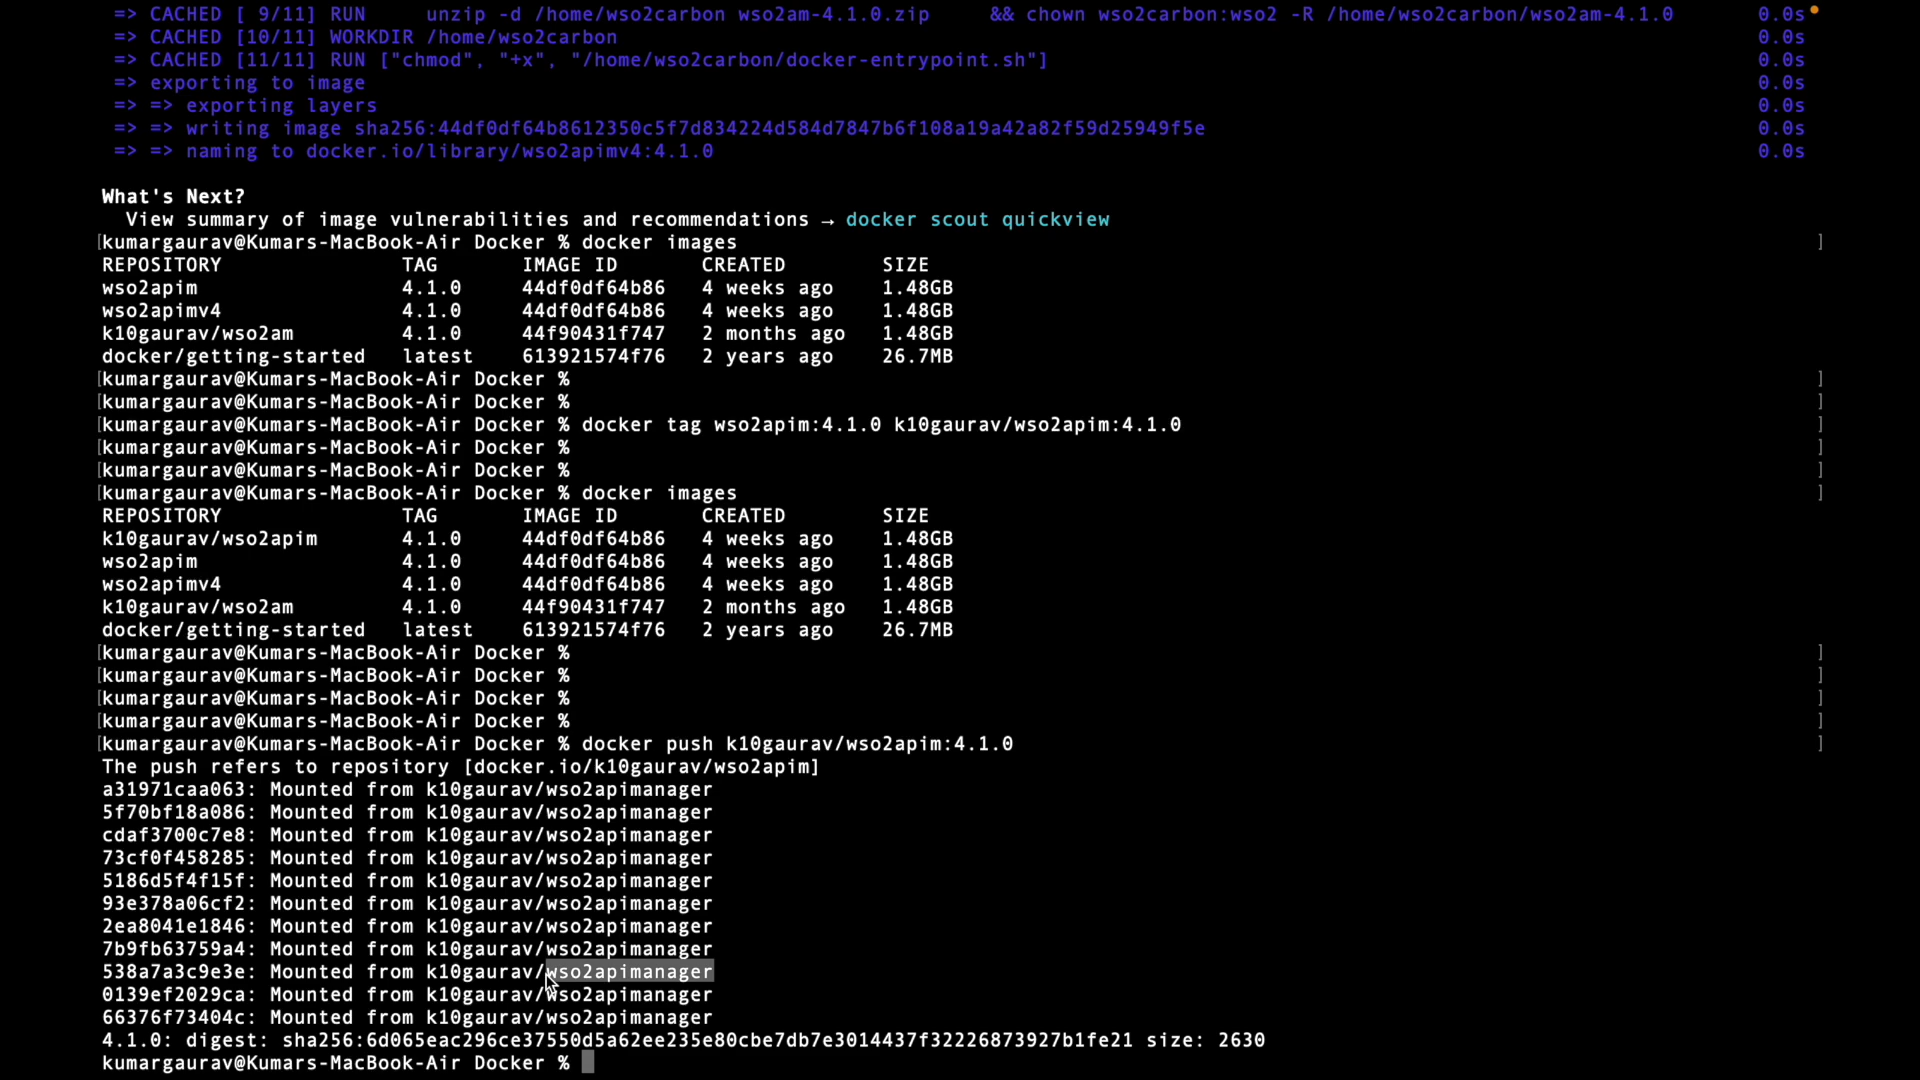 => CACHED [ 9/11] RUN     unzip -d /home/wso2carbon wso2am-4.1.0.zip     && chown wso2carbon:wso2 -R /home/wso2carbon/wso2am-4.1.0     0.0s
=> CACHED [10/11] WORKDIR /home/wso2carbon     0.0s
=> CACHED [11/11] RUN ["chmod", "+x", "/home/wso2carbon/docker-entrypoint.sh"]     0.0s
=> exporting to image     0.0s
=> => exporting layers     0.0s
=> => writing image sha256:44df0df64b8612350c5f7d834224d584d7847b6f108a19a42a82f59d25949f5e     0.0s
=> => naming to docker.io/library/wso2apimv4:4.1.0     0.0s
What's Next?
View summary of image vulnerabilities and recommendations → docker scout quickview
[kumargaurav@Kumars-MacBook-Air Docker % docker images ]
REPOSITORY TAG IMAGE ID CREATED SIZE
wso2apim 4.1.0 44df0df64b86 4 weeks ago 1.48GB
wso2apimv4 4.1.0 44df0df64b86 4 weeks ago 1.48GB
k10gaurav/wso2am 4.1.0 44f90431f747 2 months ago 1.48GB
docker/getting-started latest 613921574f76 2 years ago 26.7MB
[kumargaurav@Kumars-MacBook-Air Docker % ]
[kumargaurav@Kumars-MacBook-Air Docker % ]
[kumargaurav@Kumars-MacBook-Air Docker % docker tag wso2apim:4.1.0 k10gaurav/wso2apim:4.1.0 ]
[kumargaurav@Kumars-MacBook-Air Docker % ]
[kumargaurav@Kumars-MacBook-Air Docker % ]
[kumargaurav@Kumars-MacBook-Air Docker % docker images ]
REPOSITORY TAG IMAGE ID CREATED SIZE
k10gaurav/wso2apim 4.1.0 44df0df64b86 4 weeks ago 1.48GB
wso2apim 4.1.0 44df0df64b86 4 weeks ago 1.48GB
wso2apimv4 4.1.0 44df0df64b86 4 weeks ago 1.48GB
k10gaurav/wso2am 4.1.0 44f90431f747 2 months ago 1.48GB
docker/getting-started latest 613921574f76 2 years ago 26.7MB
[kumargaurav@Kumars-MacBook-Air Docker % ]
[kumargaurav@Kumars-MacBook-Air Docker % ]
[kumargaurav@Kumars-MacBook-Air Docker % ]
[kumargaurav@Kumars-MacBook-Air Docker % ]
[kumargaurav@Kumars-MacBook-Air Docker % docker push k10gaurav/wso2apim:4.1.0 ]
The push refers to repository [docker.io/k10gaurav/wso2apim]
a31971caa063: Mounted from k10gaurav/wso2apimanager
5f70bf18a086: Mounted from k10gaurav/wso2apimanager
cdaf3700c7e8: Mounted from k10gaurav/wso2apimanager
73cf0f458285: Mounted from k10gaurav/wso2apimanager
5186d5f4f15f: Mounted from k10gaurav/wso2apimanager
93e378a06cf2: Mounted from k10gaurav/wso2apimanager
2ea8041e1846: Mounted from k10gaurav/wso2apimanager
7b9fb63759a4: Mounted from k10gaurav/wso2apimanager
538a7a3c9e3e: Mounted from k10gaurav/wso2apimanager
0139ef2029ca: Mounted from k10gaurav/wso2apimanager
66376f73404c: Mounted from k10gaurav/wso2apimanager
4.1.0: digest: sha256:6d065eac296ce37550d5a62ee235e80cbe7db7e3014437f32226873927b1fe21 size: 2630
kumargaurav@Kumars-MacBook-Air Docker %